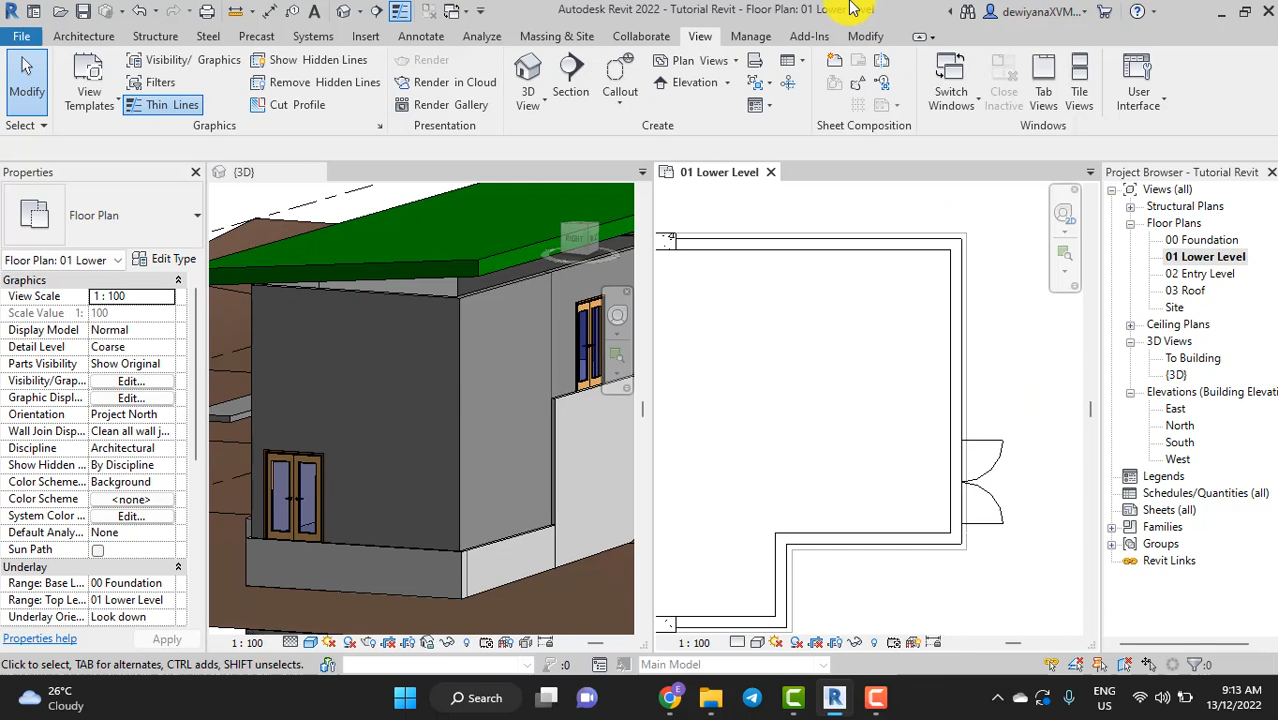 Autodesk Revit 2022 - Tutorial Revit - Floor Plan: 01 Lower Level
dewiyanaXVM...
File Architecture Structure Steel Precast Systems Insert Annotate Analyze Massing & Site Collaborate View Manage Add-Ins Modify
Modify
View Templates
Visibility/ Graphics
Filters
Thin Lines
Show Hidden Lines
Remove Hidden Lines
Cut Profile
Render
Render in Cloud
Render Gallery
3D View
Section
Callout
Plan Views
Elevation
Switch Windows
Close Inactive
Tab Views
Tile Views
User Interface
Select Graphics Presentation Create Sheet Composition Windows
Properties
Floor Plan
Floor Plan: 01 Lower
Edit Type
Graphics
View Scale 1 : 100
Scale Value 1: 100
Display Model Normal
Detail Level Coarse
Parts Visibility Show Original
Visibility/Grap... Edit...
Graphic Displ... Edit...
Orientation Project North
Wall Join Disp... Clean all wall j...
Discipline Architectural
Show Hidden ... By Discipline
Color Scheme ... Background
Color Scheme <none>
System Color ... Edit...
Default Analy... None
Sun Path
Underlay
Range: Base L... 00 Foundation
Range: Top Le... 01 Lower Level
Underlay Orie... Look down
Properties help
Apply
{3D}
RIGHT
1 : 100
01 Lower Level
2D
1 : 100
Project Browser - Tutorial Revit
Views (all)
Structural Plans
Floor Plans
00 Foundation
01 Lower Level
02 Entry Level
03 Roof
Site
Ceiling Plans
3D Views
To Building
{3D}
Elevations (Building Elevati
East
North
South
West
Legends
Schedules/Quantities (all)
Sheets (all)
Families
Groups
Revit Links
Click to select, TAB for alternates, CTRL adds, SHIFT unselects.
:0
Main Model
:0
26°C
Cloudy
Search
ENG
US
9:13 AM
13/12/2022